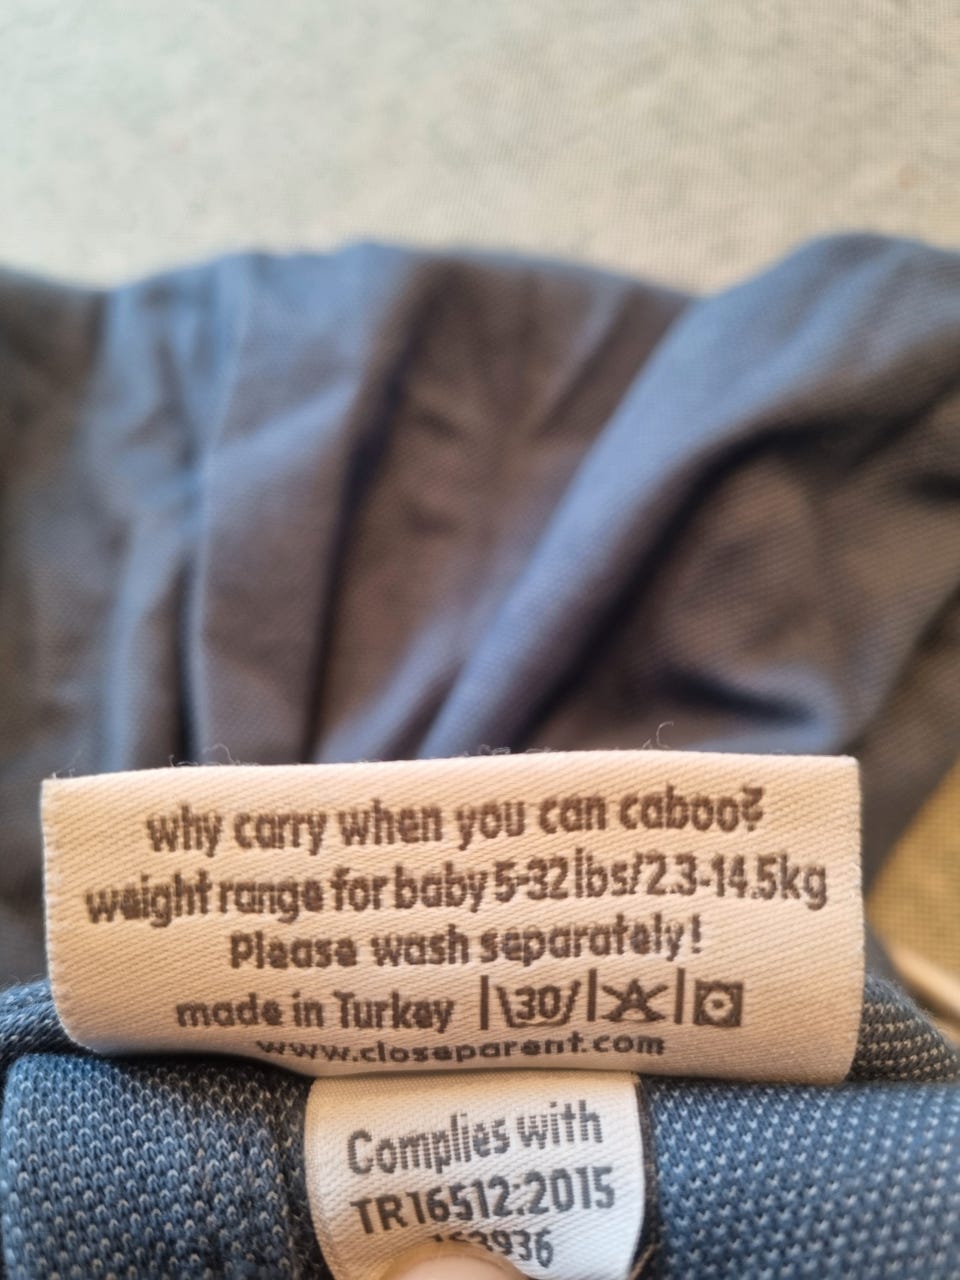 why carry when you can caboo?
weight range for baby 5-32 lbs/2.3-14.5kg
Please wash separately!
made in Turkey 30
www.closeparent.com
Complies with
TR16512:2015